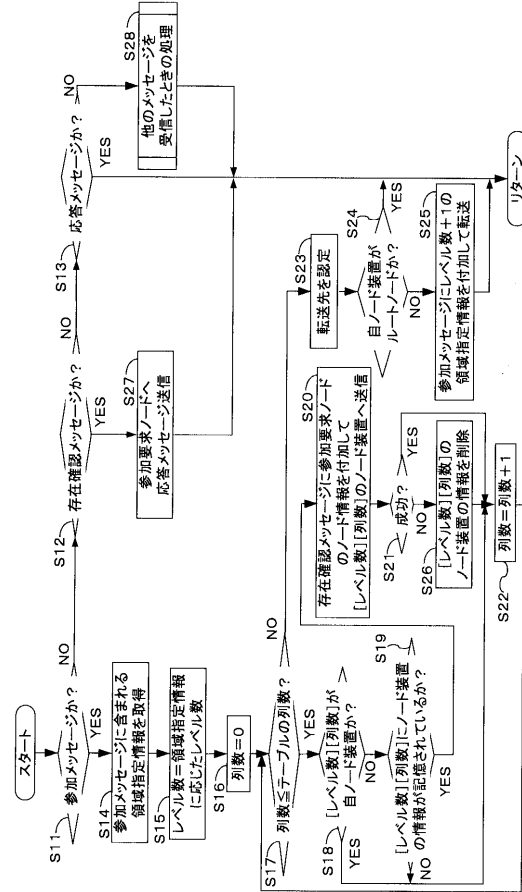 スタート
S11
参加メッセージか?
NO
YES
S12
存在確認メッセージか?
NO
YES
S13
応答メッセージか?
NO
YES
S28
他のメッセージを
受信したときの処理
S14
参加メッセージに含まれる
領域指定情報を取得
S27
参加要求ノードへ
応答メッセージ送信
S15
レベル数=領域指定情報
に応じたレベル数
S16
列数=0
S17
列数≦テーブルの列数?
NO
YES
S18
[レベル数][列数]が
自ノード装置か?
YES
NO
S19
[レベル数][列数]にノード装置
の情報が記憶されているか?
NO
YES
S20
存在確認メッセージに参加要求ノード
のノード情報を付加して
[レベル数][列数]のノード装置へ送信
S21
成功?
YES
NO
S26
[レベル数][列数]の
ノード装置の情報を削除
S22
列数=列数+1
S23
転送先を認定
S24
自ノード装置が
ルートノードか?
YES
NO
S25
参加メッセージにレベル数+1の
領域指定情報を付加して転送
リターン